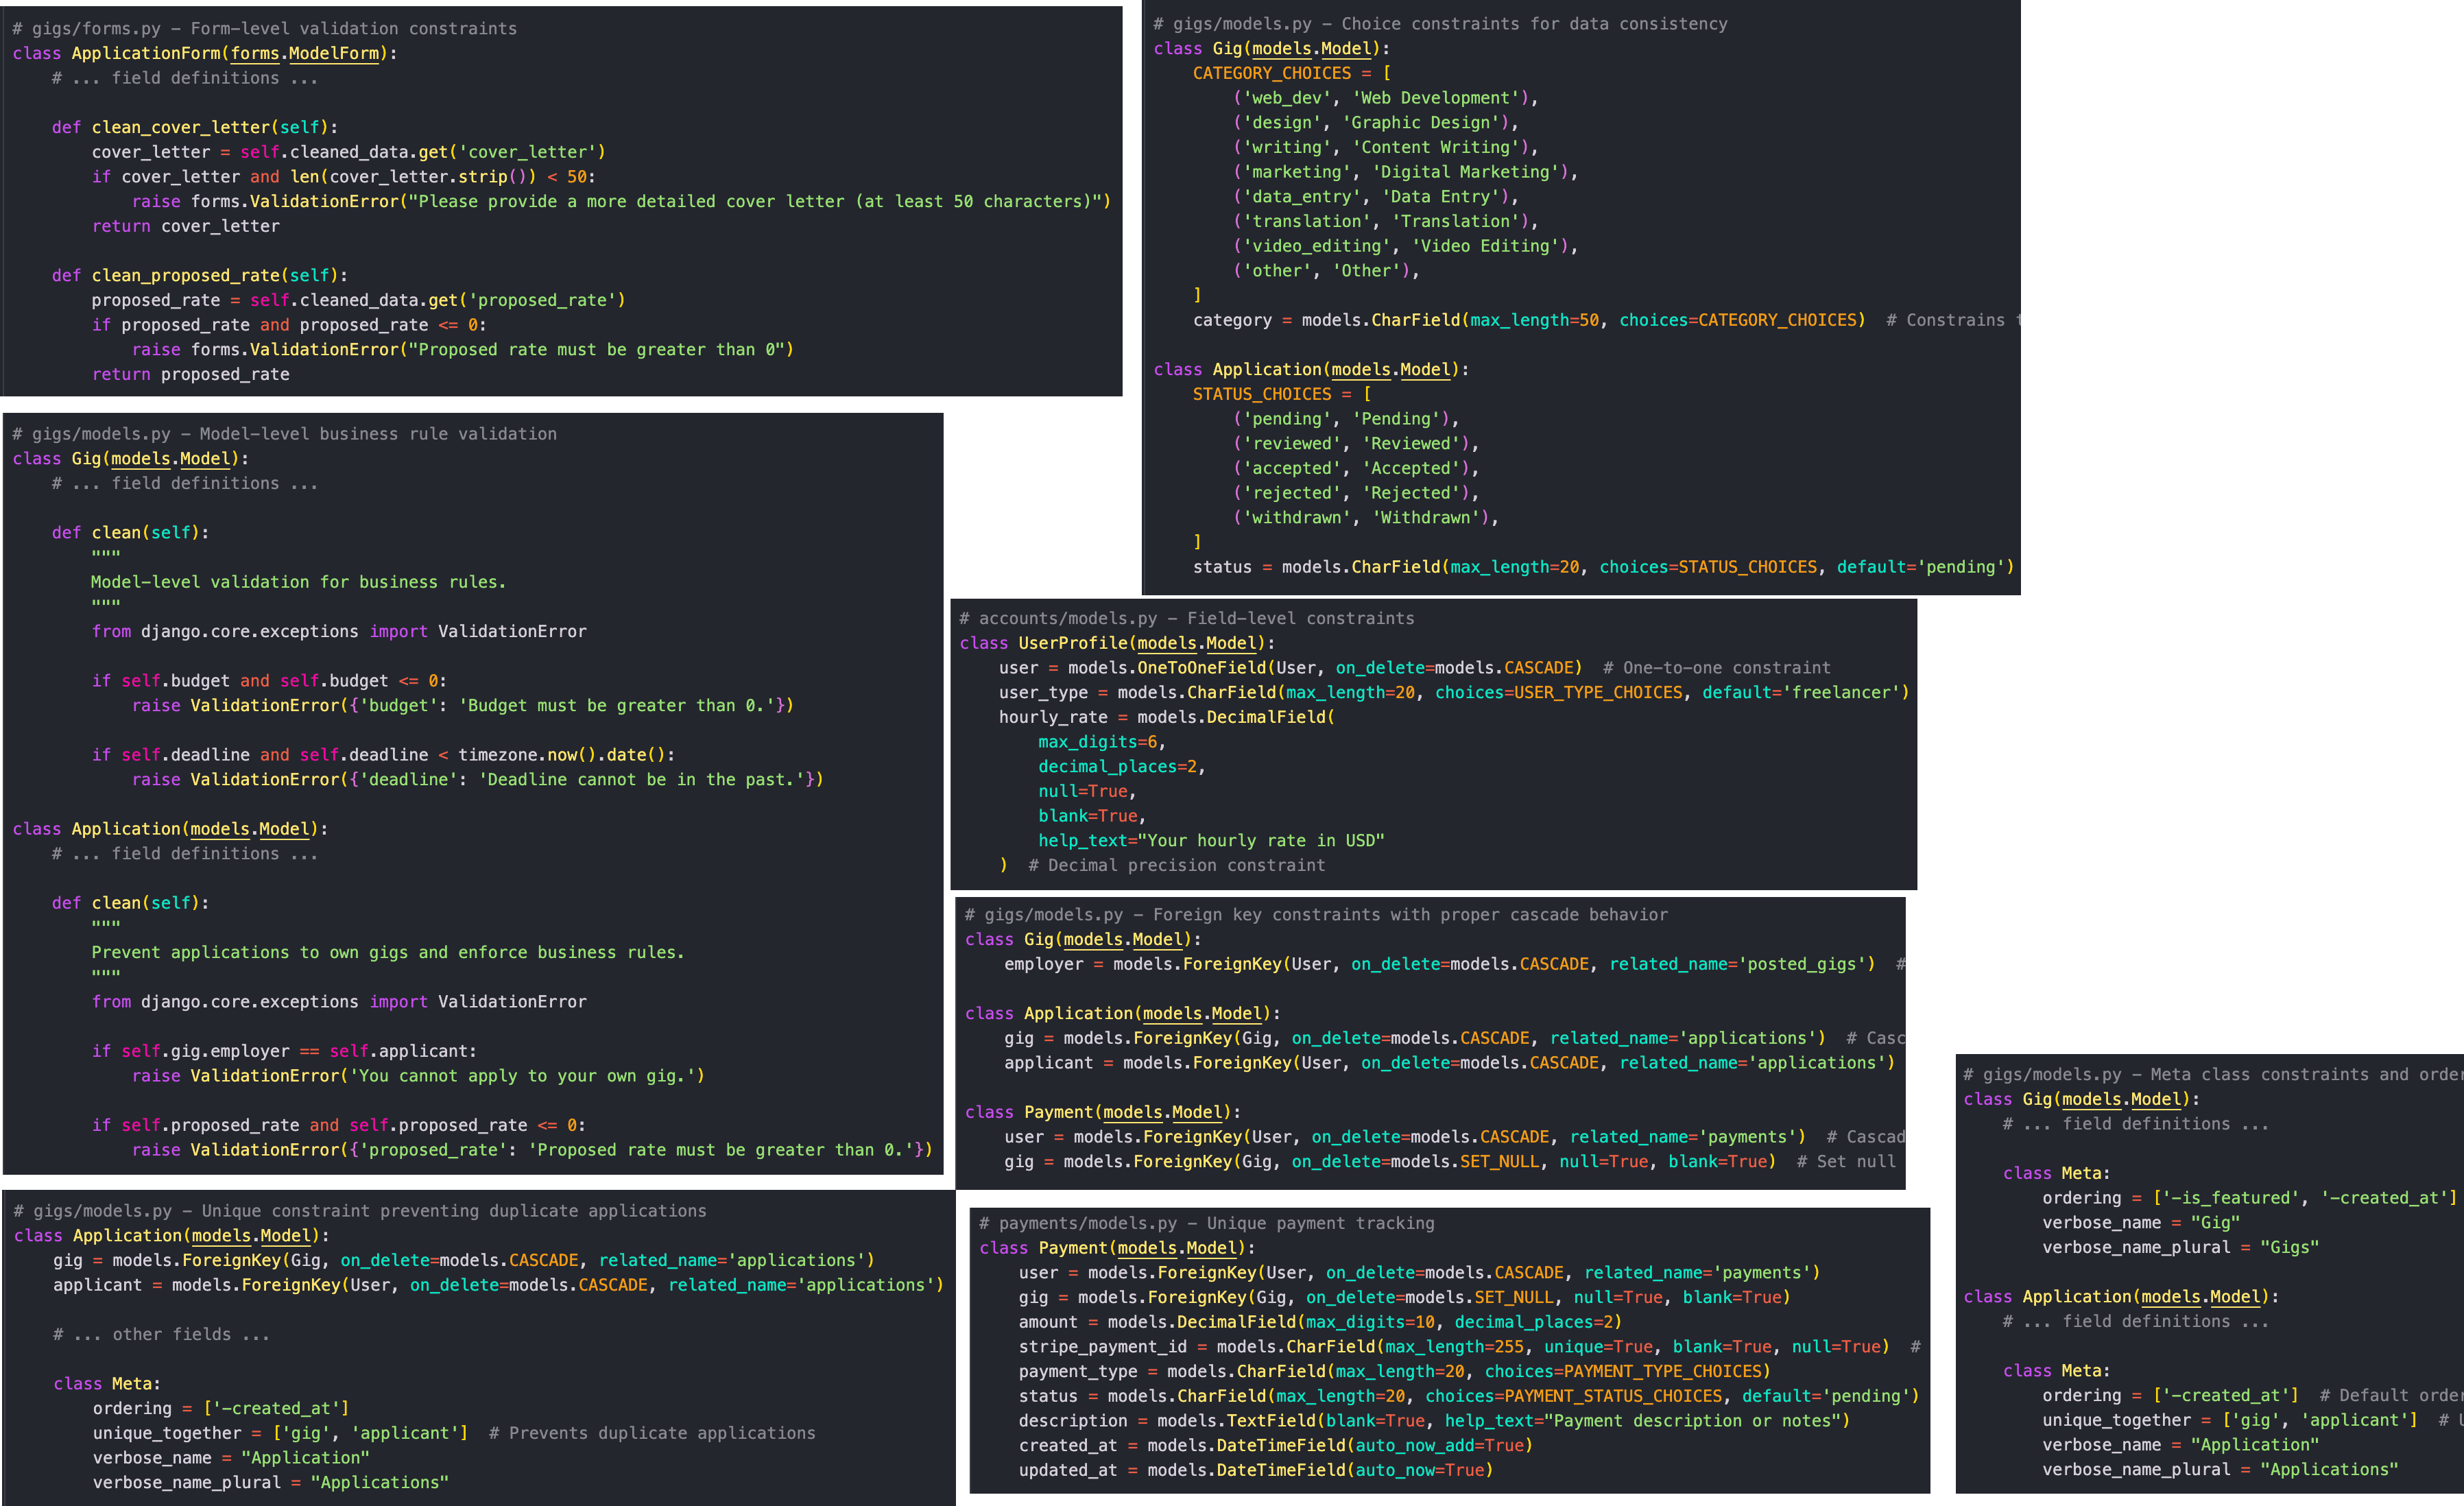 # gigs/forms.py – Form-level validation constraints
class ApplicationForm(forms.ModelForm):
    # ... field definitions ...

    def clean_cover_letter(self):
        cover_letter = self.cleaned_data.get('cover_letter')
        if cover_letter and len(cover_letter.strip()) < 50:
            raise forms.ValidationError("Please provide a more detailed cover letter (at least 50 characters)")
        return cover_letter

    def clean_proposed_rate(self):
        proposed_rate = self.cleaned_data.get('proposed_rate')
        if proposed_rate and proposed_rate <= 0:
            raise forms.ValidationError("Proposed rate must be greater than 0")
        return proposed_rate

# gigs/models.py – Choice constraints for data consistency
class Gig(models.Model):
    CATEGORY_CHOICES = [
        ('web_dev', 'Web Development'),
        ('design', 'Graphic Design'),
        ('writing', 'Content Writing'),
        ('marketing', 'Digital Marketing'),
        ('data_entry', 'Data Entry'),
        ('translation', 'Translation'),
        ('video_editing', 'Video Editing'),
        ('other', 'Other'),
    ]
    category = models.CharField(max_length=50, choices=CATEGORY_CHOICES)  # Constrains

class Application(models.Model):
    STATUS_CHOICES = [
        ('pending', 'Pending'),
        ('reviewed', 'Reviewed'),
        ('accepted', 'Accepted'),
        ('rejected', 'Rejected'),
        ('withdrawn', 'Withdrawn'),
    ]
    status = models.CharField(max_length=20, choices=STATUS_CHOICES, default='pending')

# gigs/models.py – Model-level business rule validation
class Gig(models.Model):
    # ... field definitions ...

    def clean(self):
        """
        Model-level validation for business rules.
        """
        from django.core.exceptions import ValidationError

        if self.budget and self.budget <= 0:
            raise ValidationError({'budget': 'Budget must be greater than 0.'})

        if self.deadline and self.deadline < timezone.now().date():
            raise ValidationError({'deadline': 'Deadline cannot be in the past.'})

class Application(models.Model):
    # ... field definitions ...

    def clean(self):
        """
        Prevent applications to own gigs and enforce business rules.
        """
        from django.core.exceptions import ValidationError

        if self.gig.employer == self.applicant:
            raise ValidationError('You cannot apply to your own gig.')

        if self.proposed_rate and self.proposed_rate <= 0:
            raise ValidationError({'proposed_rate': 'Proposed rate must be greater than 0.'})

# accounts/models.py – Field-level constraints
class UserProfile(models.Model):
    user = models.OneToOneField(User, on_delete=models.CASCADE)  # One-to-one constraint
    user_type = models.CharField(max_length=20, choices=USER_TYPE_CHOICES, default='freelancer')
    hourly_rate = models.DecimalField(
        max_digits=6,
        decimal_places=2,
        null=True,
        blank=True,
        help_text="Your hourly rate in USD"
    )  # Decimal precision constraint

# gigs/models.py – Foreign key constraints with proper cascade behavior
class Gig(models.Model):
    employer = models.ForeignKey(User, on_delete=models.CASCADE, related_name='posted_gigs')  #

class Application(models.Model):
    gig = models.ForeignKey(Gig, on_delete=models.CASCADE, related_name='applications')  # Casc
    applicant = models.ForeignKey(User, on_delete=models.CASCADE, related_name='applications')

class Payment(models.Model):
    user = models.ForeignKey(User, on_delete=models.CASCADE, related_name='payments')  # Cascad
    gig = models.ForeignKey(Gig, on_delete=models.SET_NULL, null=True, blank=True)  # Set null

# gigs/models.py – Unique constraint preventing duplicate applications
class Application(models.Model):
    gig = models.ForeignKey(Gig, on_delete=models.CASCADE, related_name='applications')
    applicant = models.ForeignKey(User, on_delete=models.CASCADE, related_name='applications')

    # ... other fields ...

    class Meta:
        ordering = ['-created_at']
        unique_together = ['gig', 'applicant']  # Prevents duplicate applications
        verbose_name = "Application"
        verbose_name_plural = "Applications"

# payments/models.py – Unique payment tracking
class Payment(models.Model):
    user = models.ForeignKey(User, on_delete=models.CASCADE, related_name='payments')
    gig = models.ForeignKey(Gig, on_delete=models.SET_NULL, null=True, blank=True)
    amount = models.DecimalField(max_digits=10, decimal_places=2)
    stripe_payment_id = models.CharField(max_length=255, unique=True, blank=True, null=True)  #
    payment_type = models.CharField(max_length=20, choices=PAYMENT_TYPE_CHOICES)
    status = models.CharField(max_length=20, choices=PAYMENT_STATUS_CHOICES, default='pending')
    description = models.TextField(blank=True, help_text="Payment description or notes")
    created_at = models.DateTimeField(auto_now_add=True)
    updated_at = models.DateTimeField(auto_now=True)

# gigs/models.py – Meta class constraints and order
class Gig(models.Model):
    # ... field definitions ...

    class Meta:
        ordering = ['-is_featured', '-created_at']
        verbose_name = "Gig"
        verbose_name_plural = "Gigs"

class Application(models.Model):
    # ... field definitions ...

    class Meta:
        ordering = ['-created_at']  # Default order
        unique_together = ['gig', 'applicant']  #
        verbose_name = "Application"
        verbose_name_plural = "Applications"